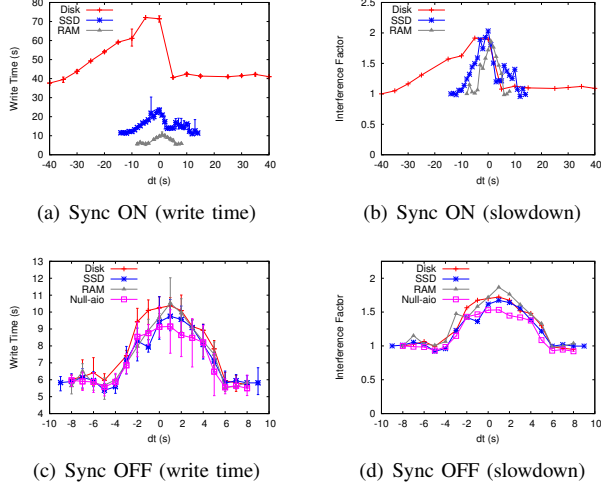 Disk
SSD
RAM
Write Time (s)
80
70
60
50
40
30
20
10
0
-40 -30 -20 -10 0 10 20 30 40
dt (s)
(a) Sync ON (write time)
Disk
SSD
RAM
Interference Factor
2.5
2
1.5
1
0.5
0
-40 -30 -20 -10 0 10 20 30 40
dt (s)
(b) Sync ON (slowdown)
Disk
SSD
RAM
Null-aio
Write Time (s)
13
12
11
10
9
8
7
6
5
4
-10 -8 -6 -4 -2 0 2 4 6 8 10
dt (s)
(c) Sync OFF (write time)
Disk
SSD
RAM
Null-aio
Interference Factor
2
1.5
1
0.5
0
-10 -8 -6 -4 -2 0 2 4 6 8 10
dt (s)
(d) Sync OFF (slowdown)